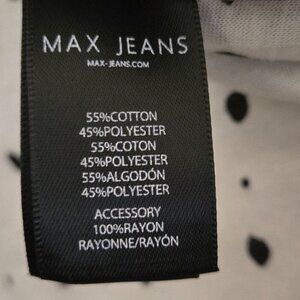 MAX JEANS
MAX-JEANS.COM
55%COTTON
45%POLYESTER
55%COTON
45%POLYESTER
55%ALGODÓN
45%POLYESTER
ACCESSORY
100%RAYON
RAYONNE/RAYÓN